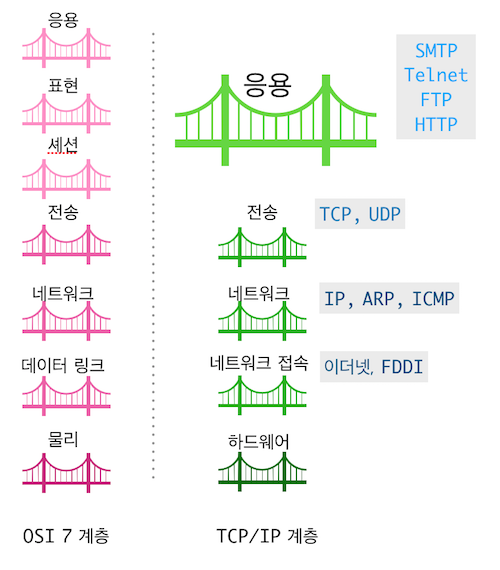 응용
표현
세션
전송
네트워크
데이터 링크
물리
OSI 7 계층
응용
SMTP
Telnet
FTP
HTTP
전송
TCP, UDP
네트워크
IP, ARP, ICMP
네트워크 접속
이더넷, FDDI
하드웨어
TCP/IP 계층